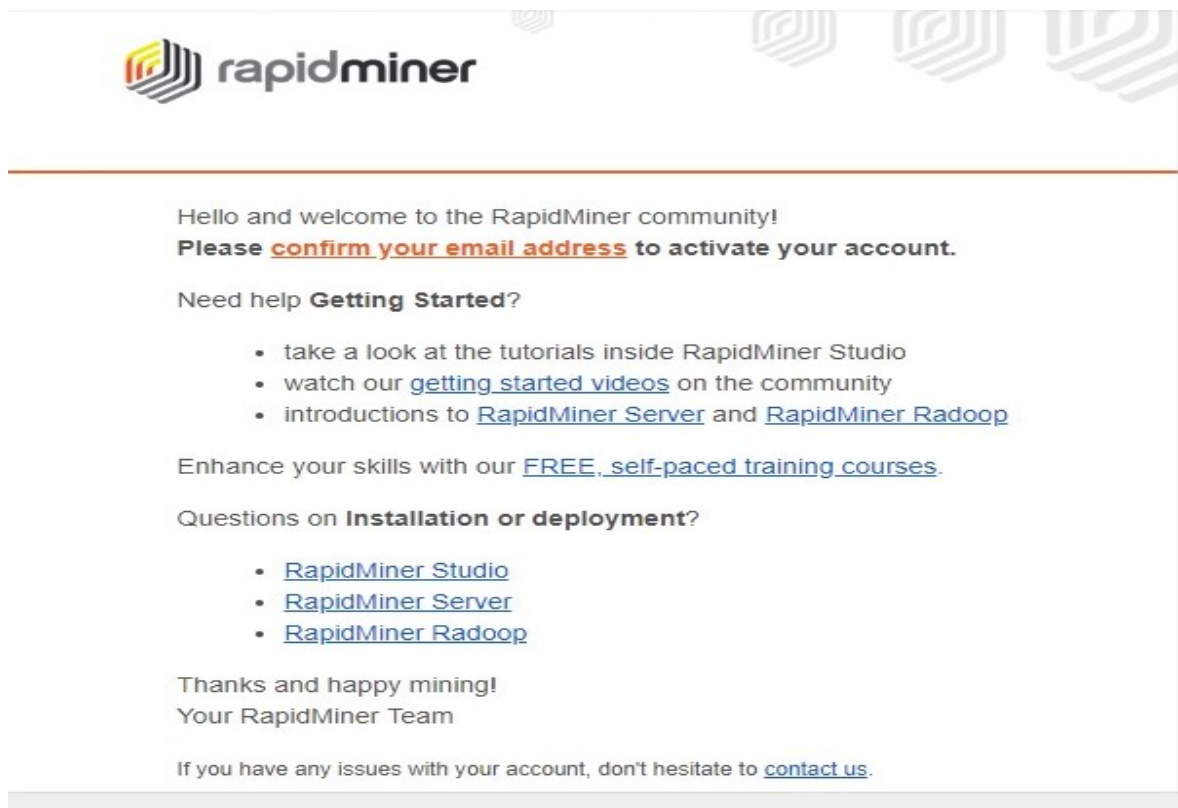 rapidminer
Hello and welcome to the RapidMiner community!
Please confirm your email address to activate your account.
Need help Getting Started?
• take a look at the tutorials inside RapidMiner Studio
• watch our getting started videos on the community
• introductions to RapidMiner Server and RapidMiner Radoop
Enhance your skills with our FREE, self-paced training courses.
Questions on Installation or deployment?
• RapidMiner Studio
• RapidMiner Server
• RapidMiner Radoop
Thanks and happy mining!
Your RapidMiner Team
If you have any issues with your account, don't hesitate to contact us.